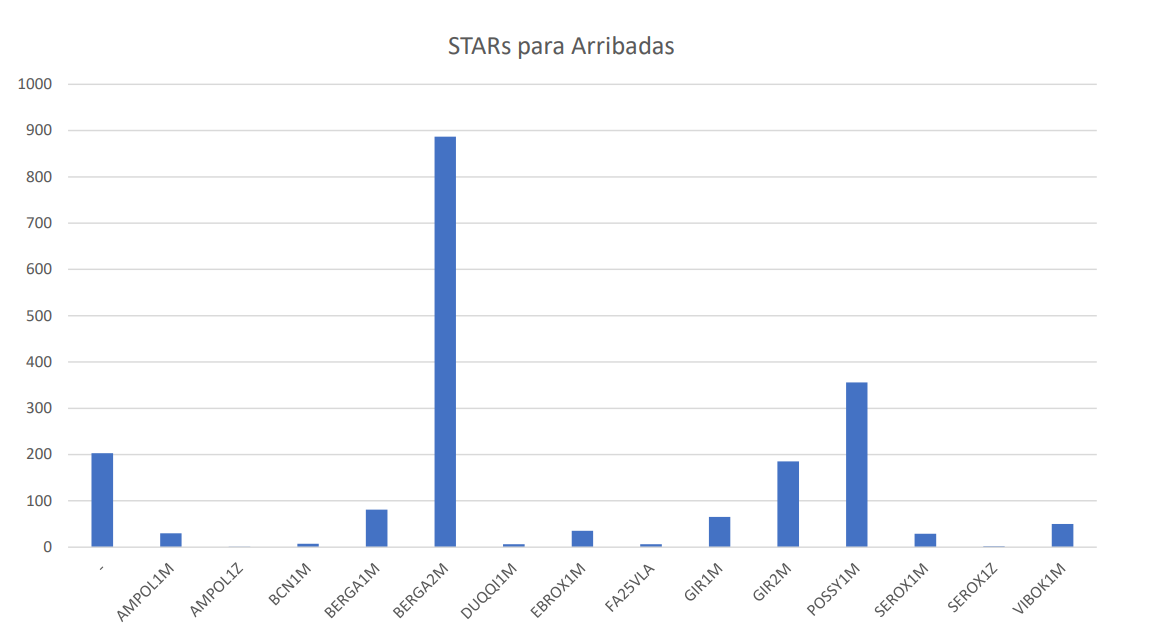 STARs para Arribadas
1000
900
800
700
600
500
400
300
200
100
0
-
AMPOL1M
AMPOL1Z
BCN1M
BERGA1M
BERGA2M
DUQQI1M
EBROX1M
FA25VLA
GIR1M
GIR2M
POSSY1M
SEROX1M
SEROX1Z
VIBOK1M